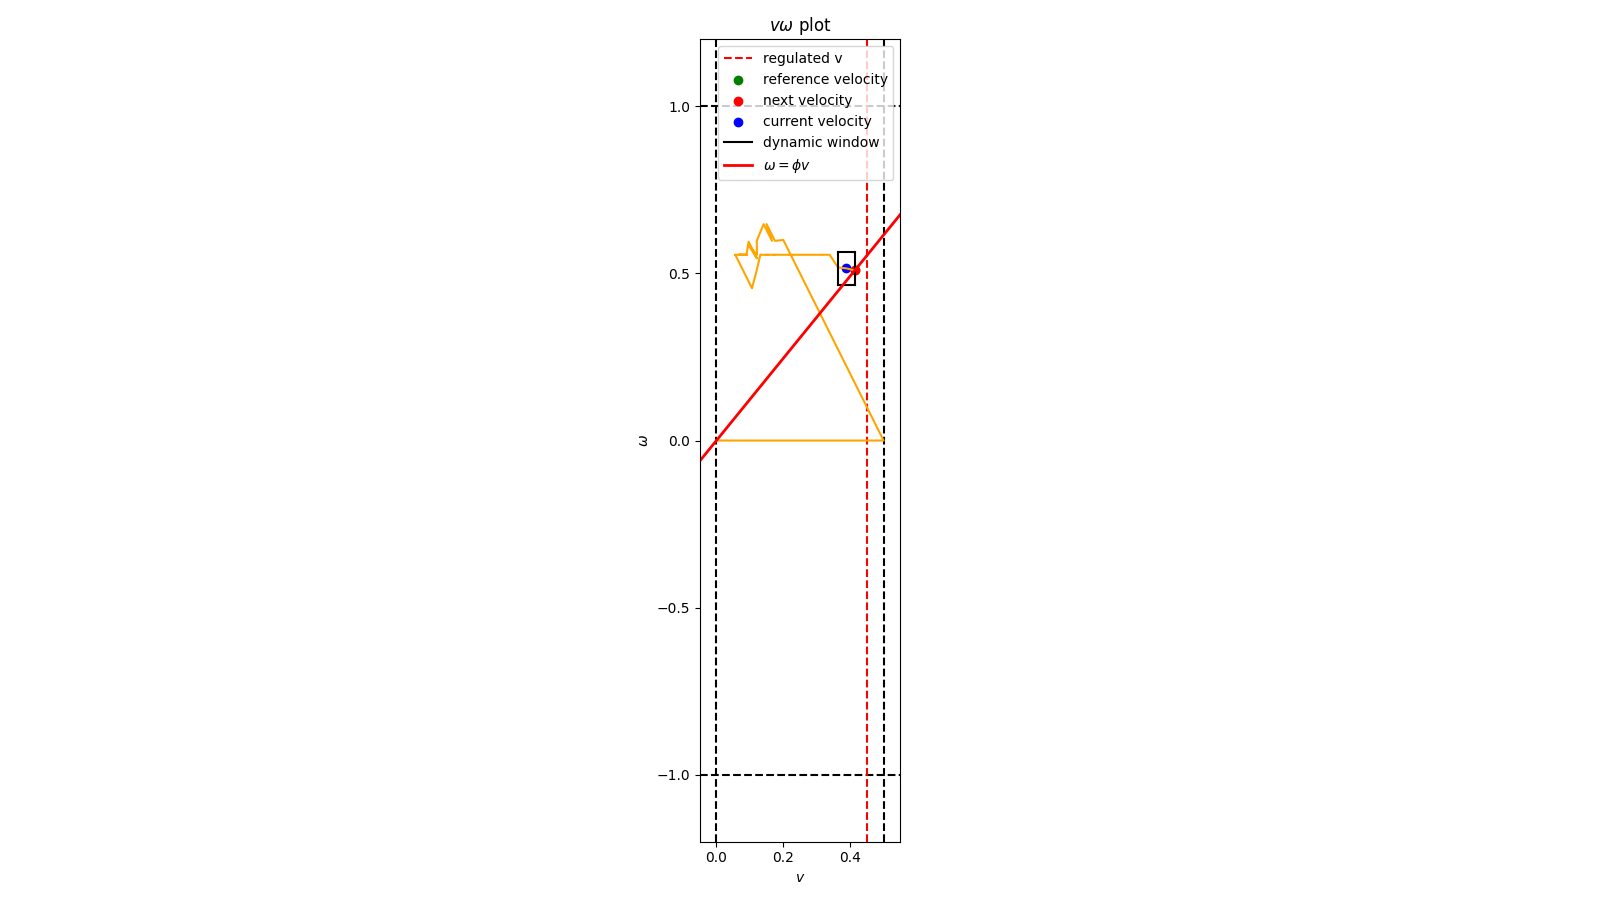 vω plot
regulated v
reference velocity
next velocity
current velocity
dynamic window
ω = ϕv
1.0
0.5
0.0
−0.5
−1.0
ω
0.0 0.2 0.4
v